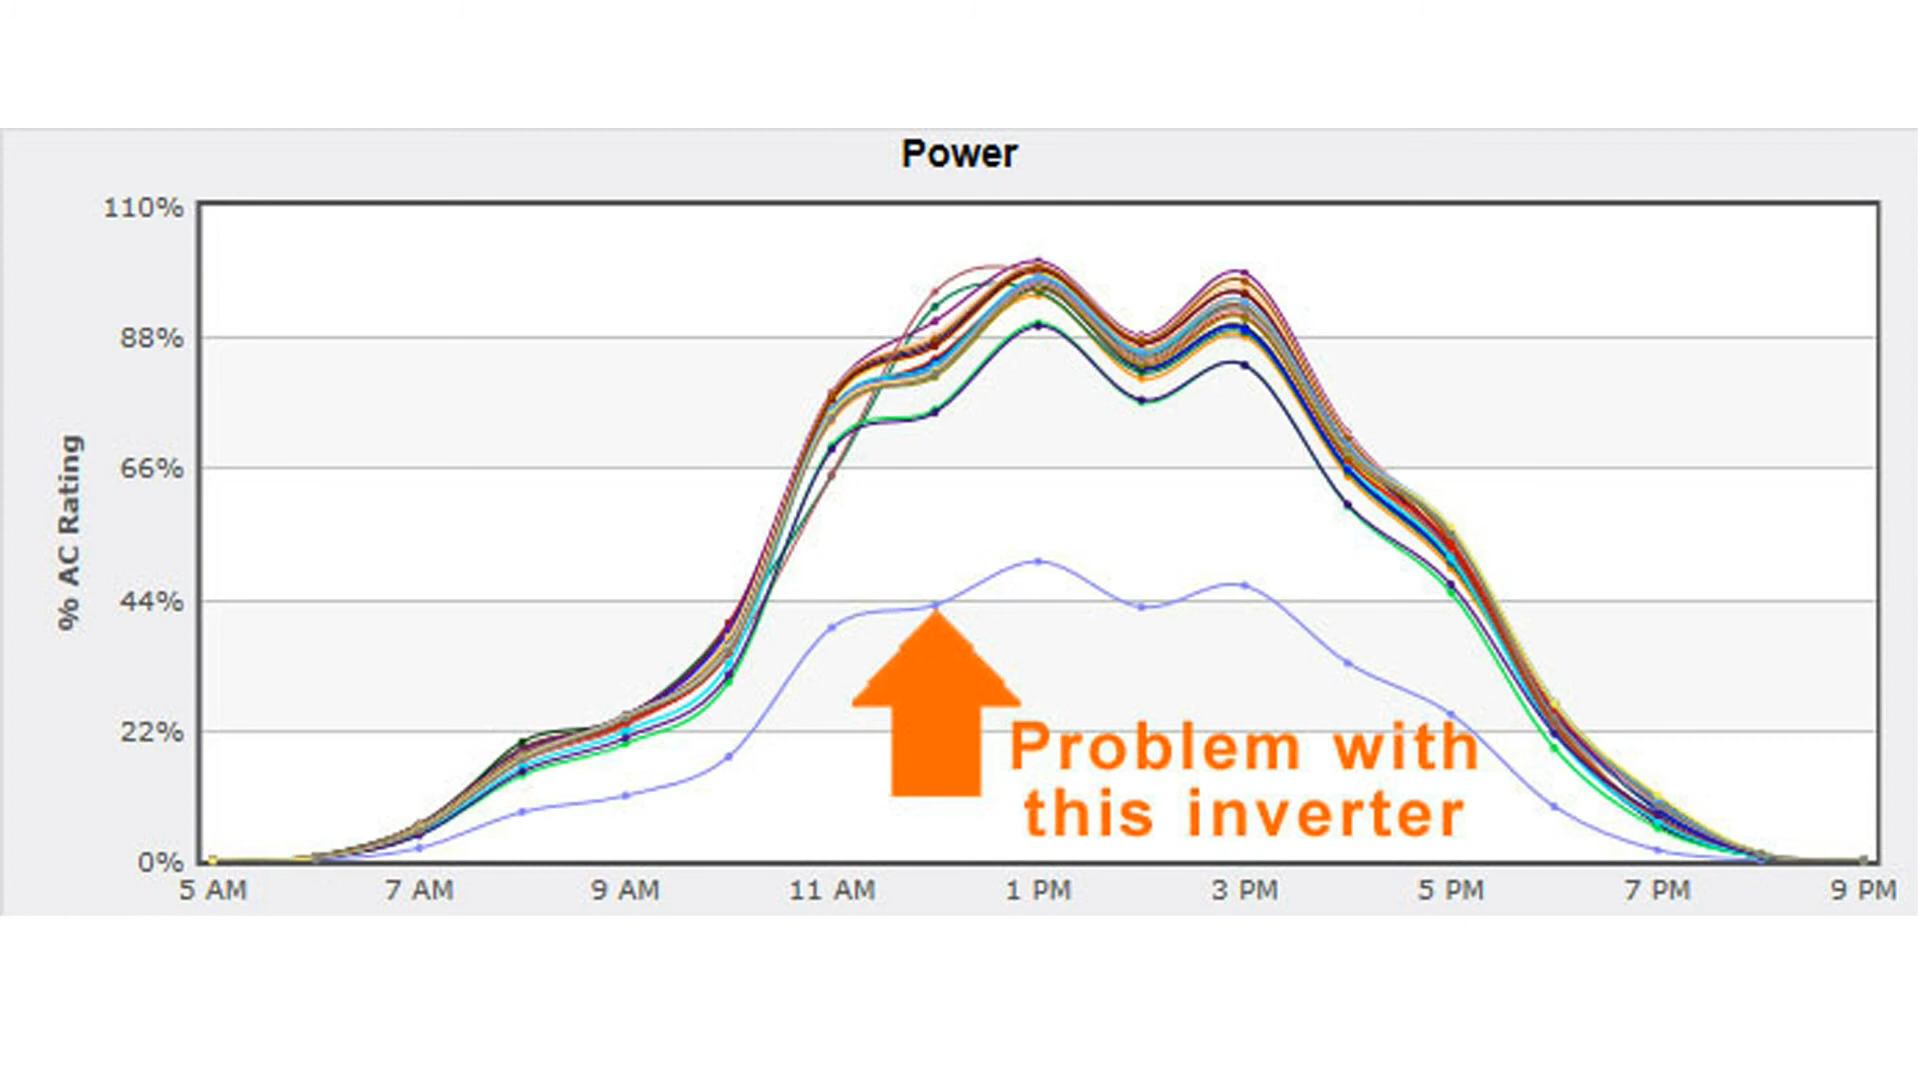 Power
110%
88%
66%
44%
22%
0%
% AC Rating
5 AM 7 AM 9 AM 11 AM 1 PM 3 PM 5 PM 7 PM 9 PM
Problem with
this inverter